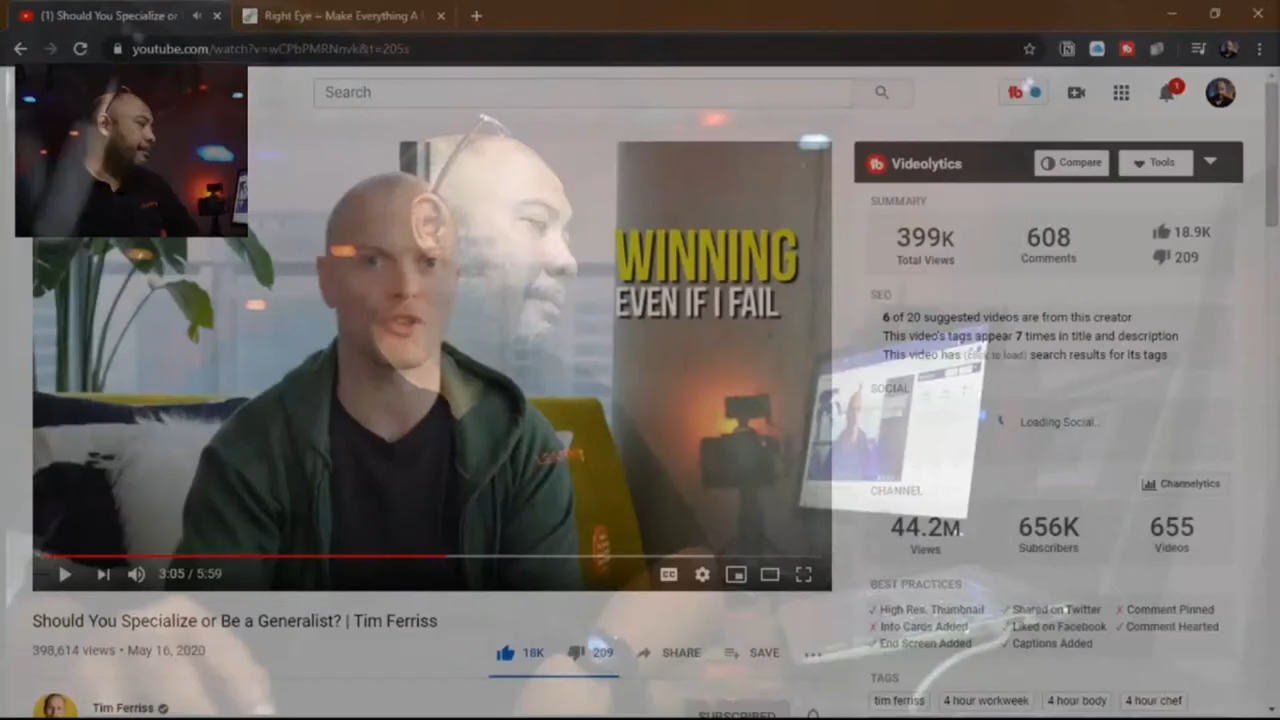 (1) Should You Specialize or
Right Eye – Make Everything A
youtube.com/watch?v=wCPbPMRNnvk&t=205s
Search
1
Videolytics
Compare
Tools
SUMMARY
399K
Total Views
608
Comments
18.9K
209
WINNING
EVEN IF I FAIL
SEO
6 of 20 suggested videos are from this creator
This video's tags appear 7 times in title and description
This video has (click to load) search results for its tags
SOCIAL
Loading Social..
CHANNEL
Channelytics
44.2M
Views
656K
Subscribers
655
Videos
3:05 / 5:59
CC
BEST PRACTICES
✓ High Res. Thumbnail
✓ Shared on Twitter
✗ Comment Pinned
✗ Info Cards Added
✓ Liked on Facebook
✓ Comment Hearted
✓ End Screen Added
✓ Captions Added
Should You Specialize or Be a Generalist? | Tim Ferriss
398,614 views • May 16, 2020
18K
209
SHARE
SAVE
TAGS
tim ferriss
4 hour workweek
4 hour body
4 hour chef
Tim Ferriss
SUBSCRIBED